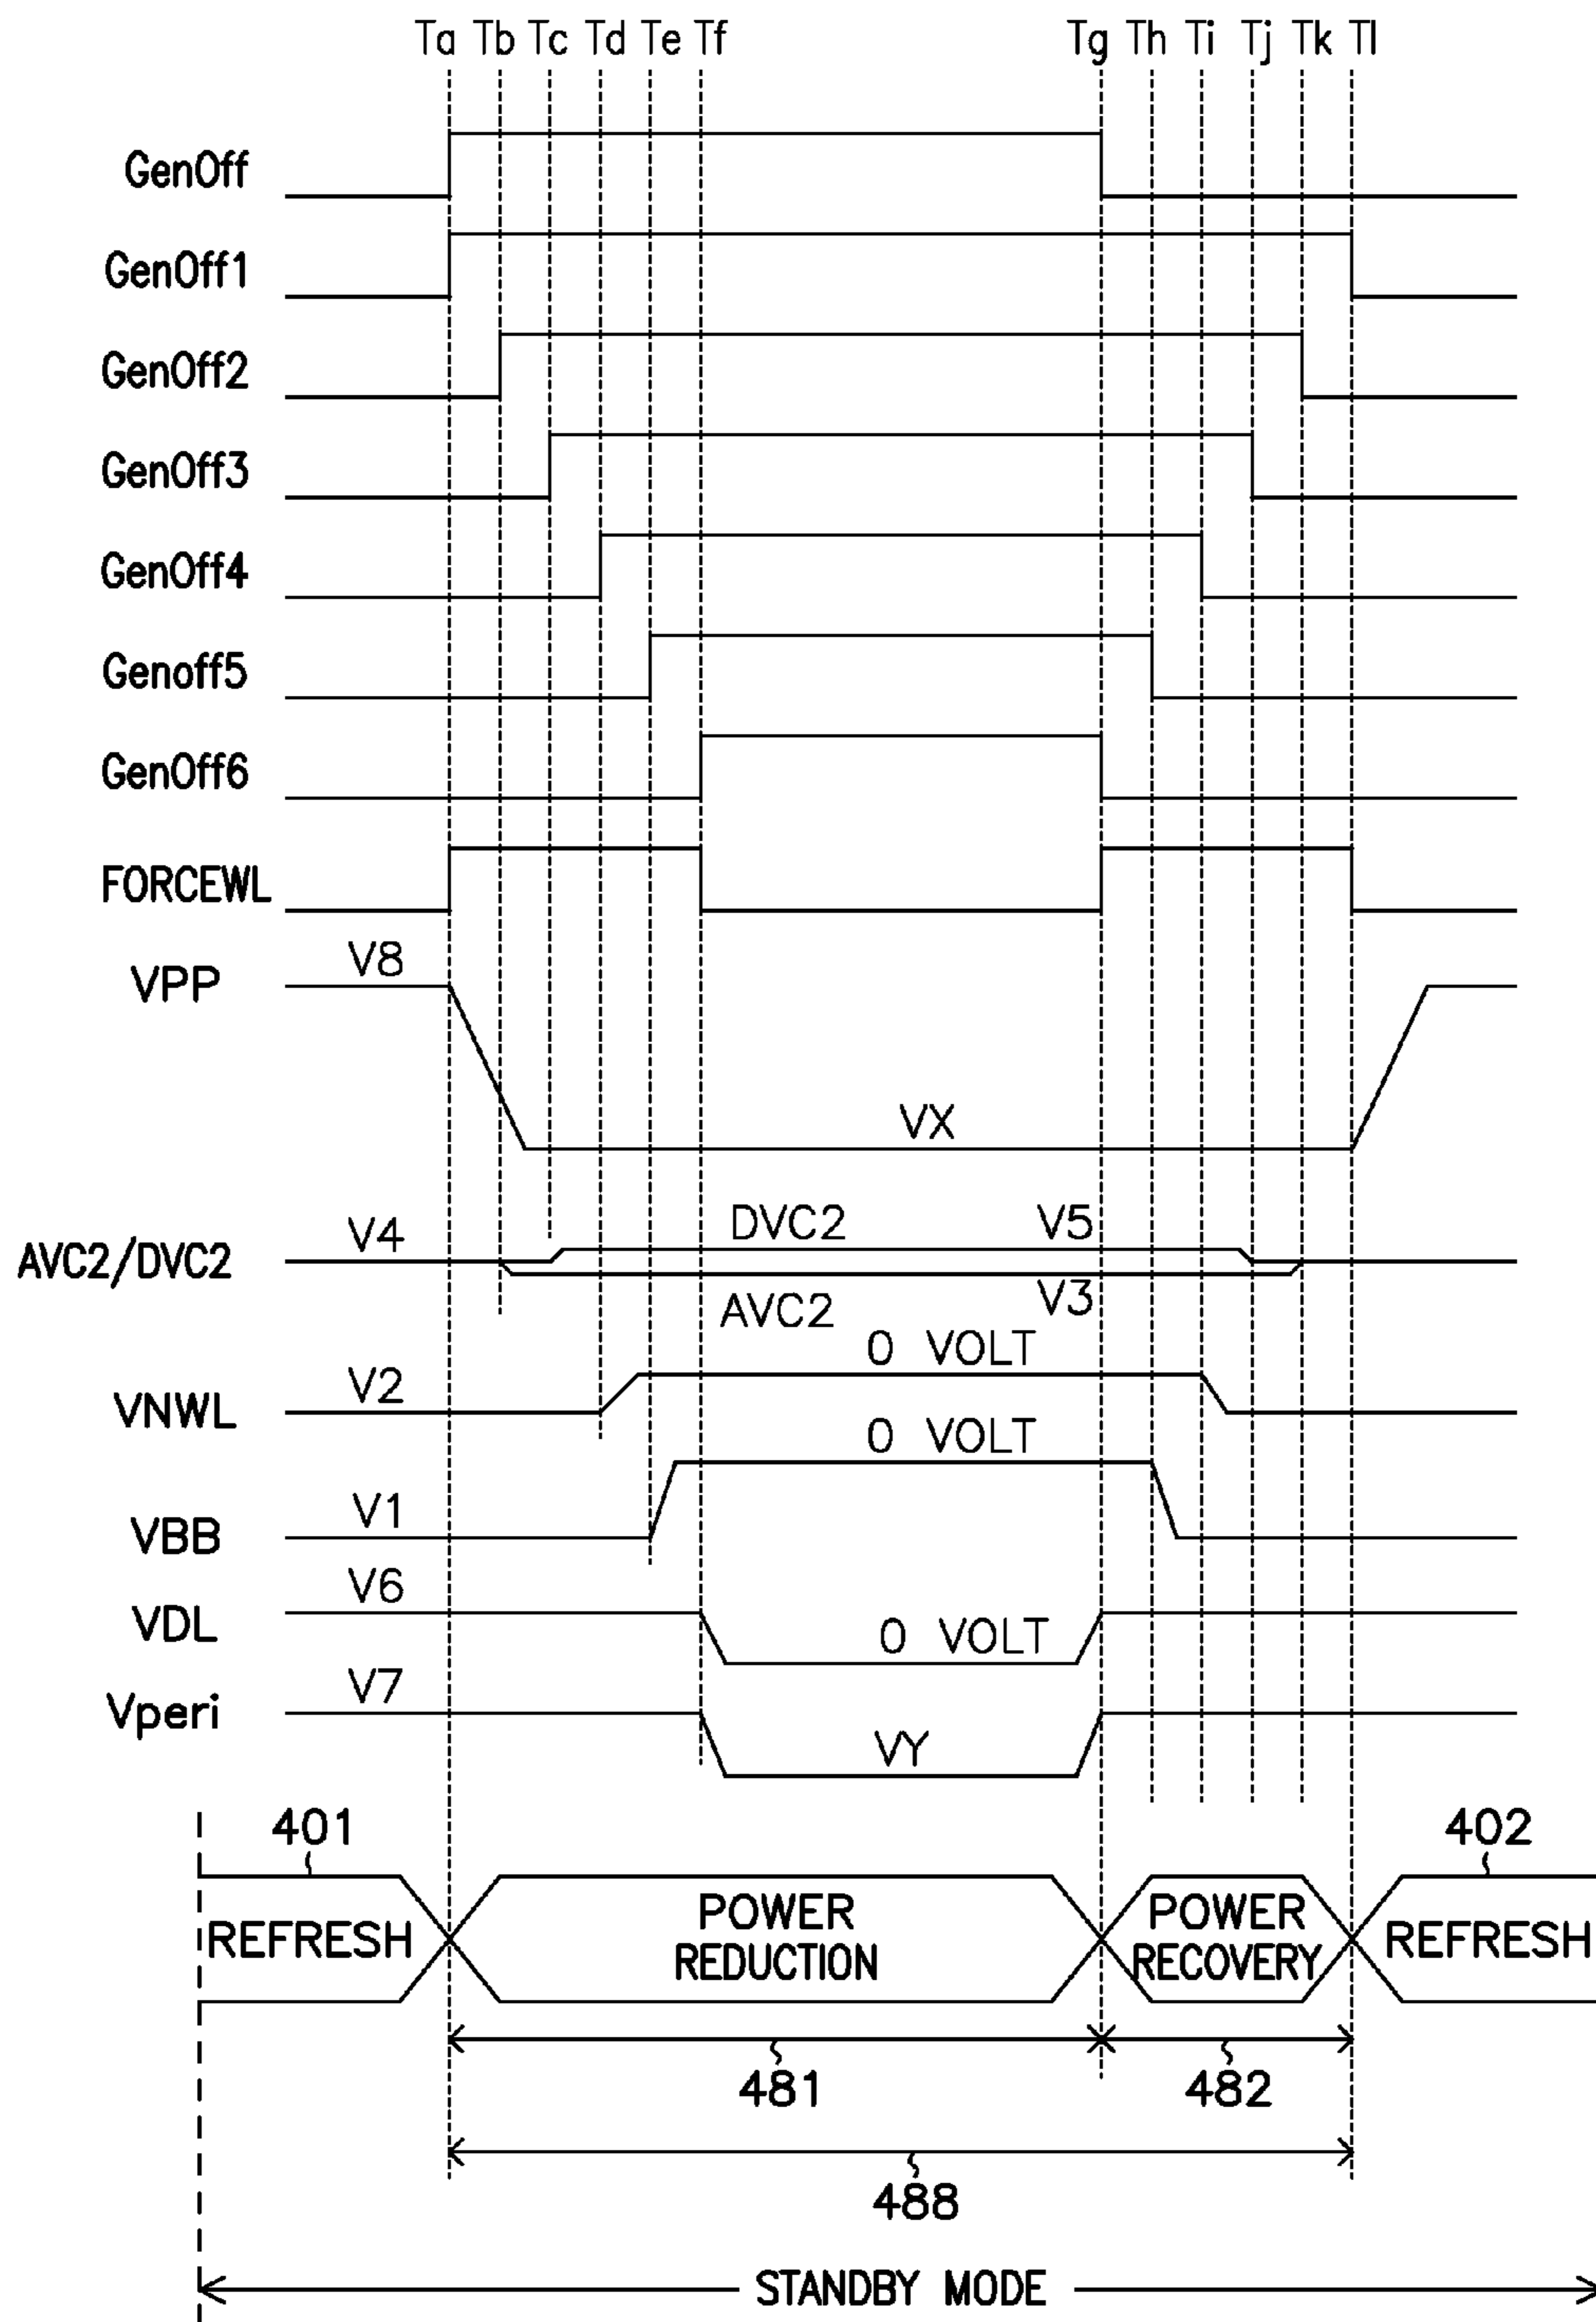 Ta Tb Tc Td Te Tf Tg Th Ti Tj Tk Tl
GenOff
GenOff1
GenOff2
GenOff3
GenOff4
Genoff5
GenOff6
FORCEWL
VPP V8
VX
AVC2/DVC2 V4 DVC2 V5
AVC2 V3
VNWL V2 0 VOLT
VBB V1 0 VOLT
VDL V6 0 VOLT
Vperi V7 VY
401 402
REFRESH POWER REDUCTION POWER RECOVERY REFRESH
481 482
488
STANDBY MODE